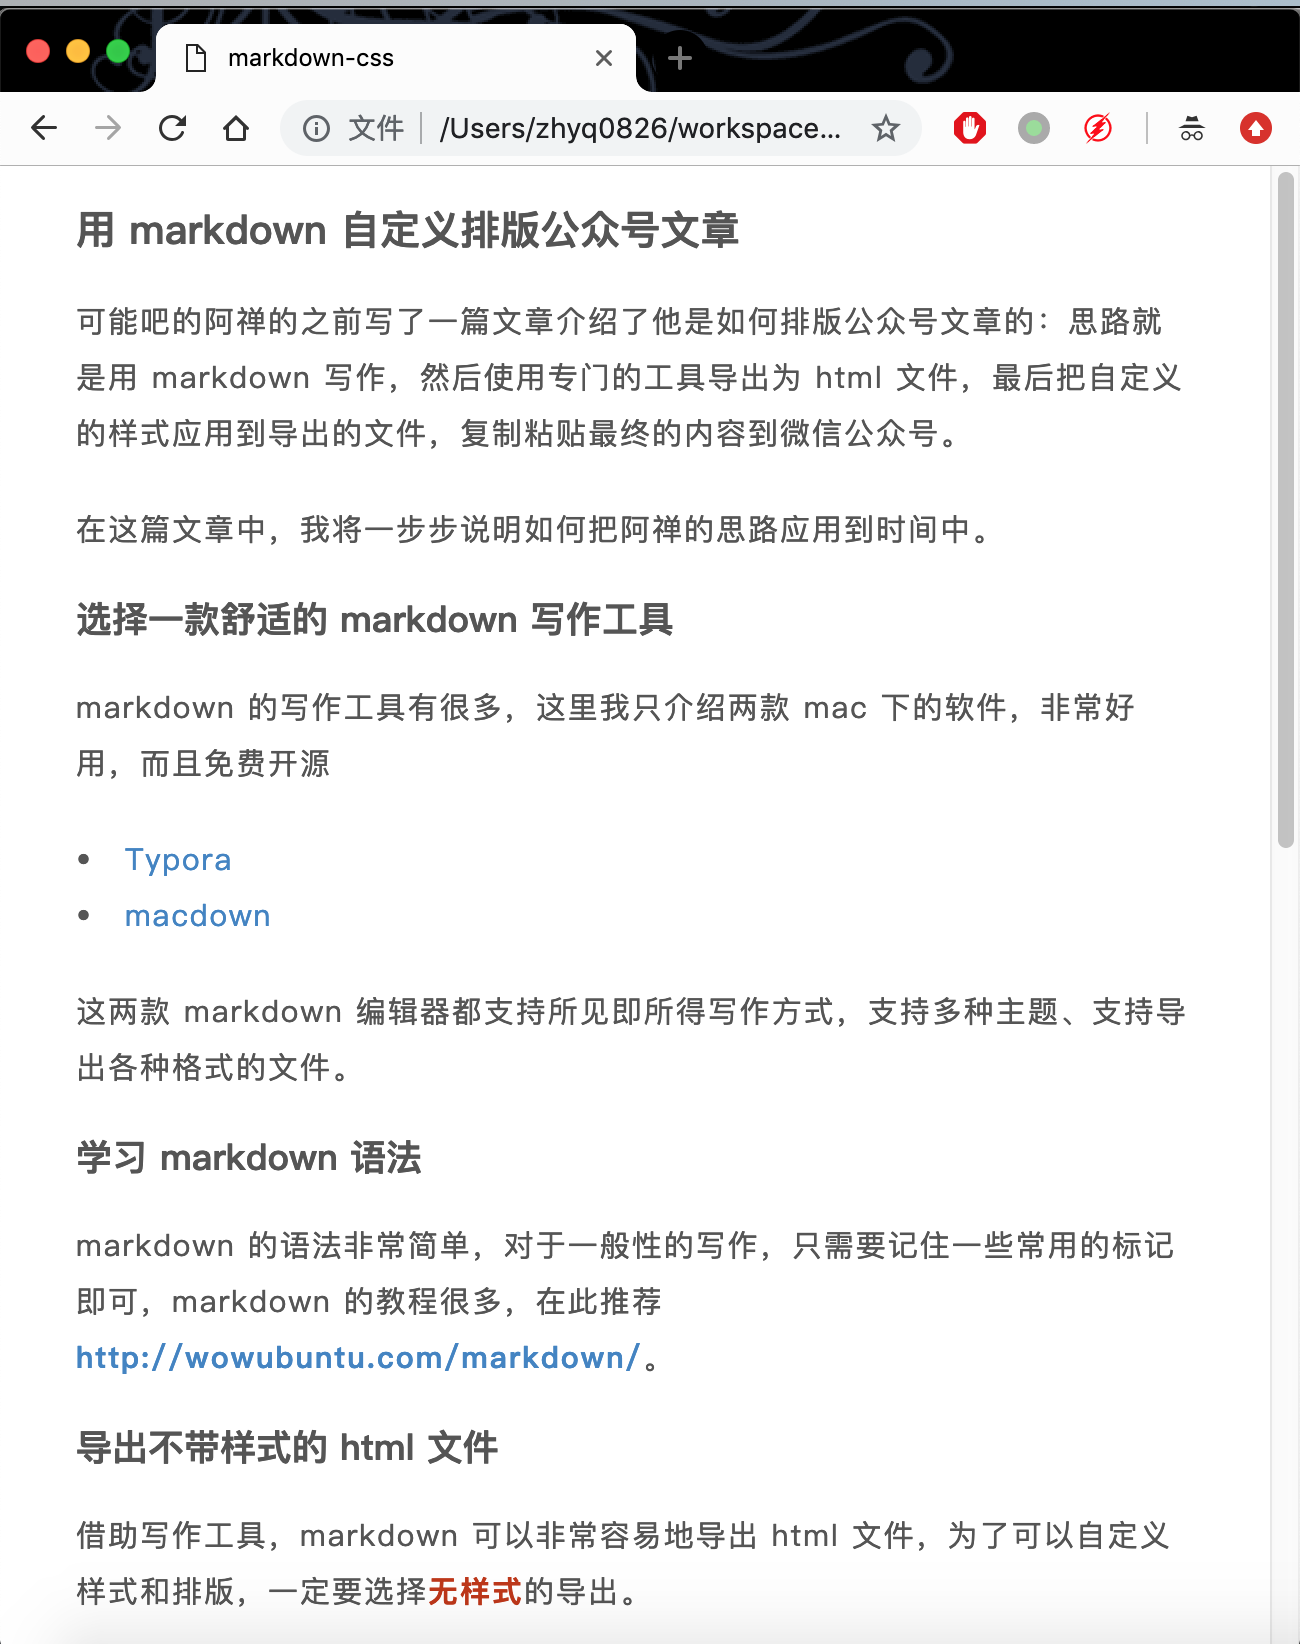 markdown-css
文件 /Users/zhyq0826/workspace...
用 markdown 自定义排版公众号文章
可能吧的阿禅的之前写了一篇文章介绍了他是如何排版公众号文章的：思路就
是用 markdown 写作，然后使用专门的工具导出为 html 文件，最后把自定义
的样式应用到导出的文件，复制粘贴最终的内容到微信公众号。
在这篇文章中，我将一步步说明如何把阿禅的思路应用到时间中。
选择一款舒适的 markdown 写作工具
markdown 的写作工具有很多，这里我只介绍两款 mac 下的软件，非常好
用，而且免费开源
• Typora
• macdown
这两款 markdown 编辑器都支持所见即所得写作方式，支持多种主题、支持导
出各种格式的文件。
学习 markdown 语法
markdown 的语法非常简单，对于一般性的写作，只需要记住一些常用的标记
即可，markdown 的教程很多，在此推荐
http://wowubuntu.com/markdown/。
导出不带样式的 html 文件
借助写作工具，markdown 可以非常容易地导出 html 文件，为了可以自定义
样式和排版，一定要选择无样式的导出。